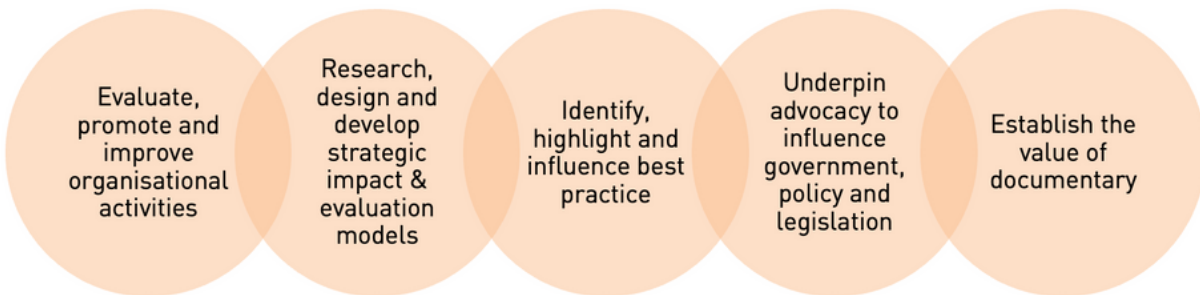 Evaluate,
promote and
improve
organisational
activities
Research,
design and
develop
strategic
impact &
evaluation
models
Identify,
highlight and
influence best
practice
Underpin
advocacy to
influence
government,
policy and
legislation
Establish the
value of
documentary